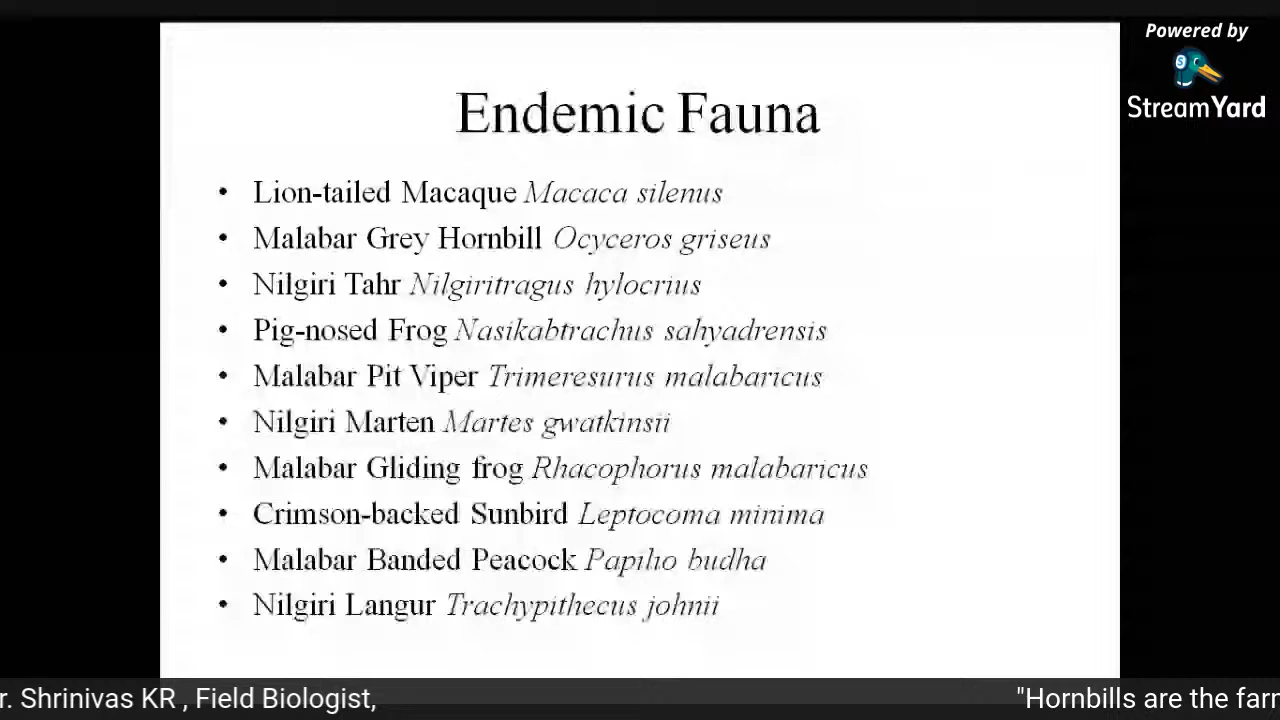 Powered by
StreamYard
Endemic Fauna
• Lion-tailed Macaque Macaca silenus
• Malabar Grey Hornbill Ocyceros griseus
• Nilgiri Tahr Nilgiritragus hylocrius
• Pig-nosed Frog Nasikabtrachus sahyadrensis
• Malabar Pit Viper Trimeresurus malabaricus
• Nilgiri Marten Martes gwatkinsii
• Malabar Gliding frog Rhacophorus malabaricus
• Crimson-backed Sunbird Leptocoma minima
• Malabar Banded Peacock Papilio budha
• Nilgiri Langur Trachypithecus johnii
r. Shrinivas KR , Field Biologist, "Hornbills are the farm